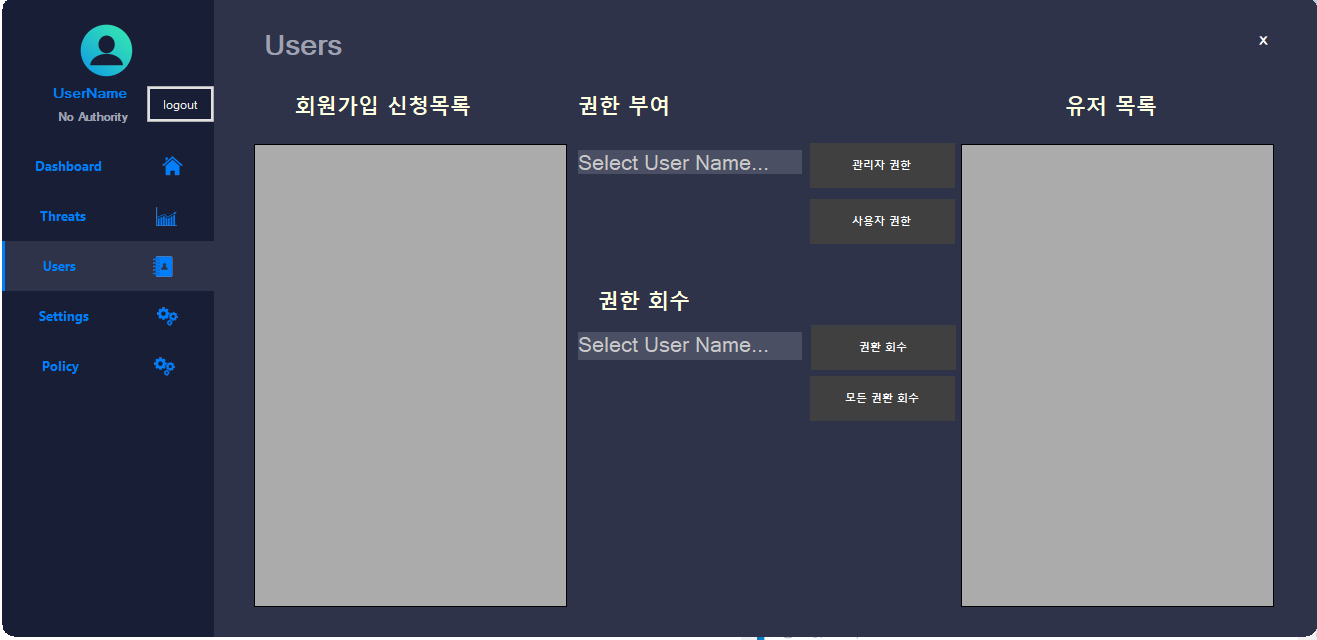 Users
x
UserName
No Authority
logout
Dashboard
Threats
Users
Settings
Policy
회원가입 신청목록
권한 부여
유저 목록
Select User Name...
관리자 권한
사용자 권한
권한 회수
Select User Name...
권환 회수
모든 권환 회수